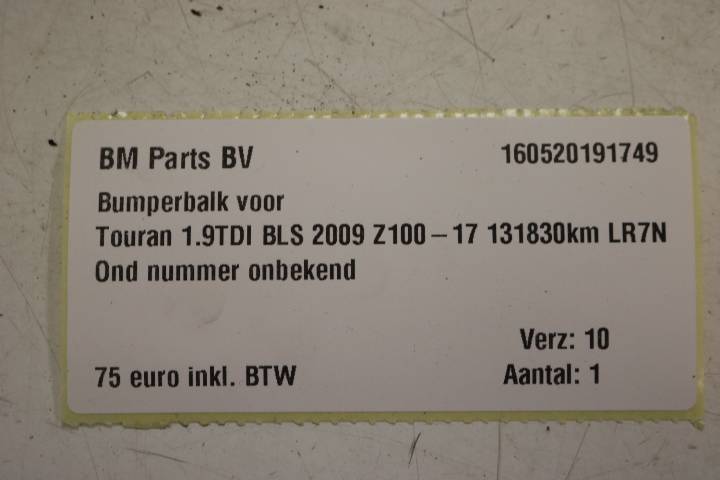 BM Parts BV 160520191749
Bumperbalk voor
Touran 1.9TDI BLS 2009 Z100-17 131830km LR7N
Ond nummer onbekend
Verz: 10
75 euro inkl. BTW Aantal: 1